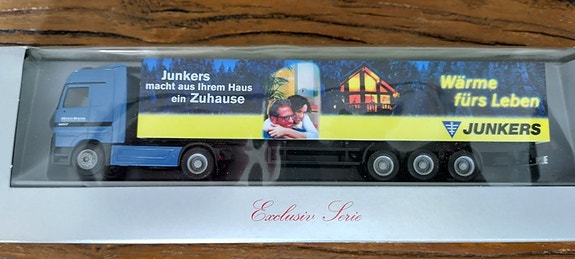 Junkers
macht aus Ihrem Haus
ein Zuhause
Wärme
fürs Leben
JUNKERS
Exclusiv Serie